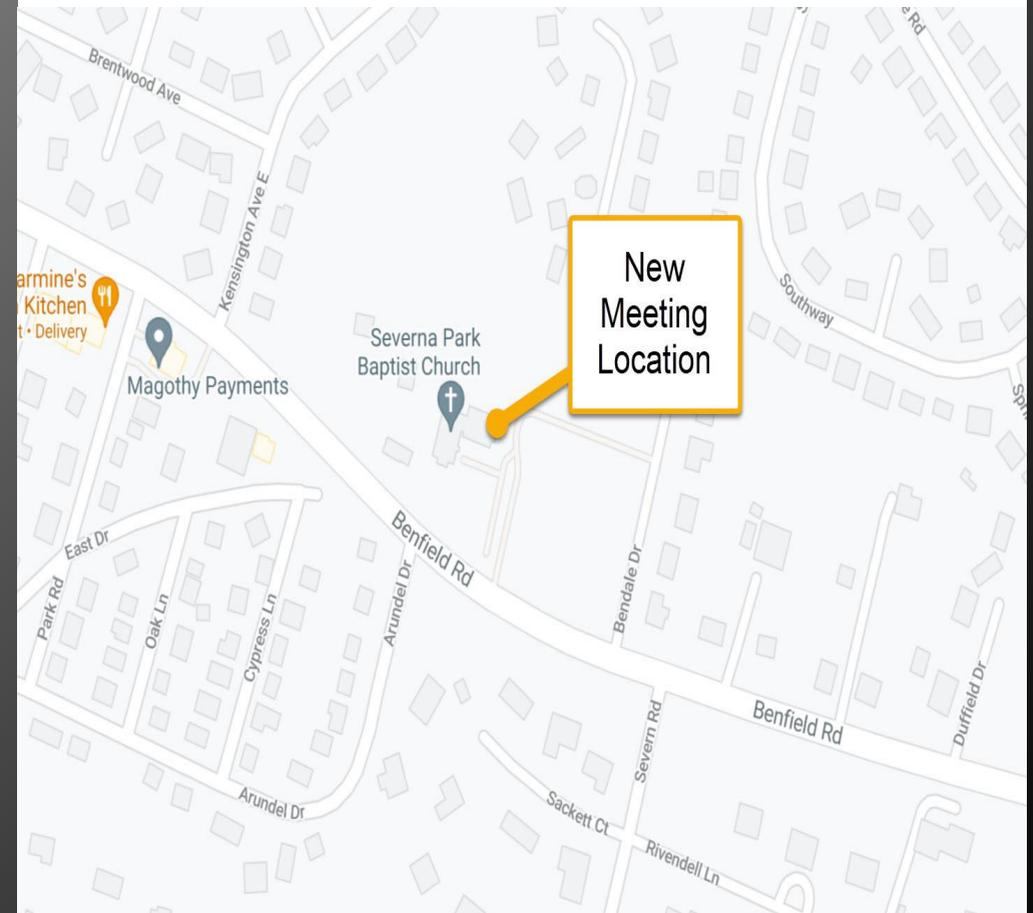 e Rd
Brentwood Ave
Kensington Ave E
New
Meeting
Location
armine's
Kitchen
t • Delivery
Southway
Severna Park
Baptist Church
Magothy Payments
Spri
Benfield Rd
East Dr
Park Rd
Oak Ln
Cypress Ln
Arundel Dr
Bendale Dr
Duffield Dr
Benfield Rd
Severn Rd
Arundel Dr
Sackett Ct
Rivendell Ln